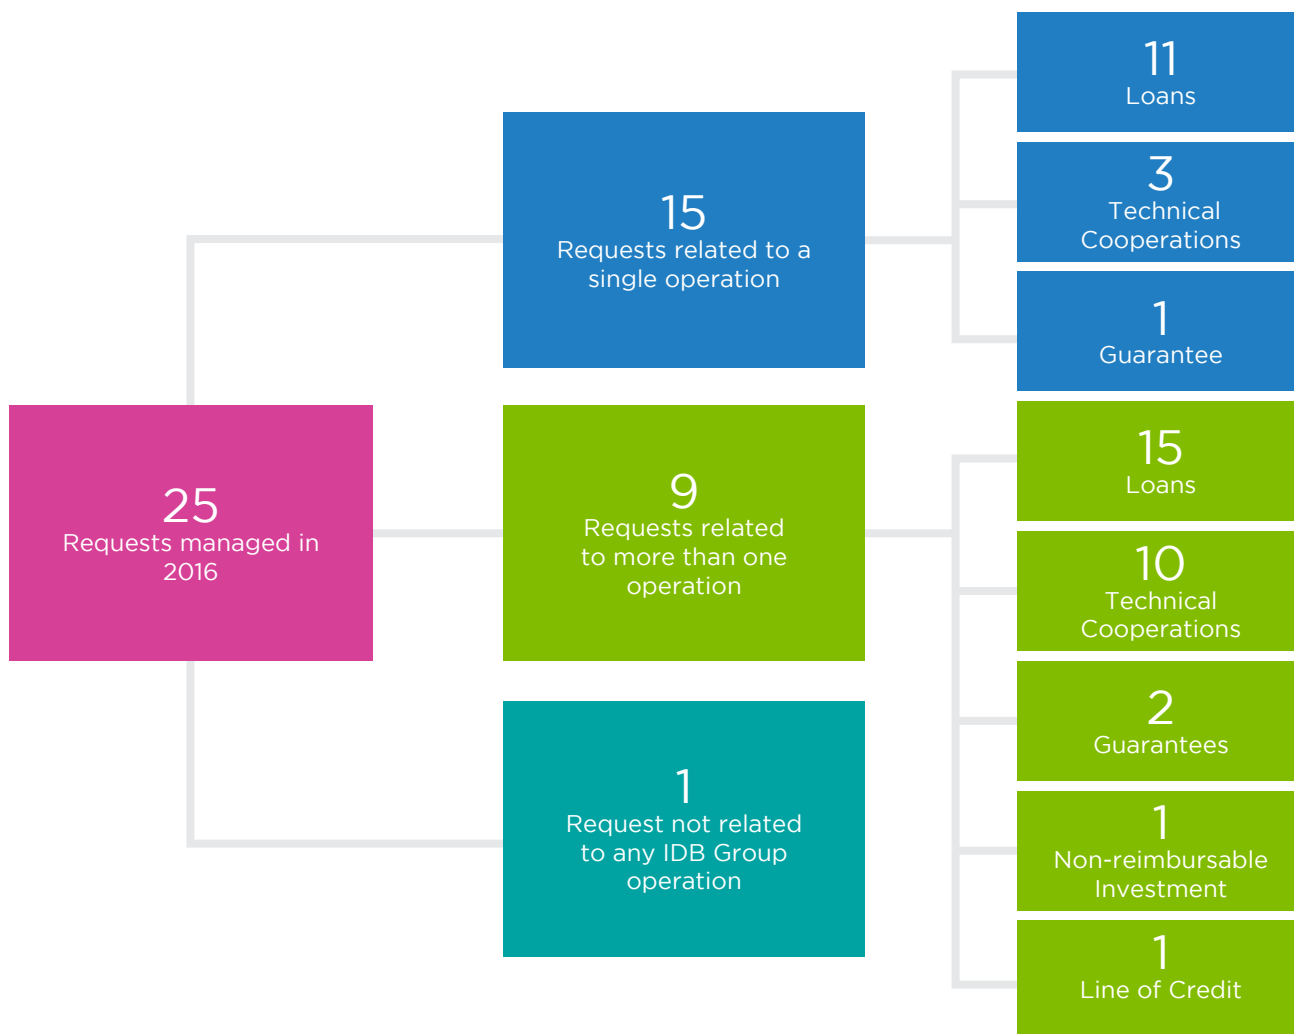 25
Requests managed in
2016
15
Requests related to a
single operation
11
Loans
3
Technical
Cooperations
1
Guarantee
9
Requests related
to more than one
operation
15
Loans
10
Technical
Cooperations
2
Guarantees
1
Non-reimbursable
Investment
1
Line of Credit
1
Request not related
to any IDB Group
operation